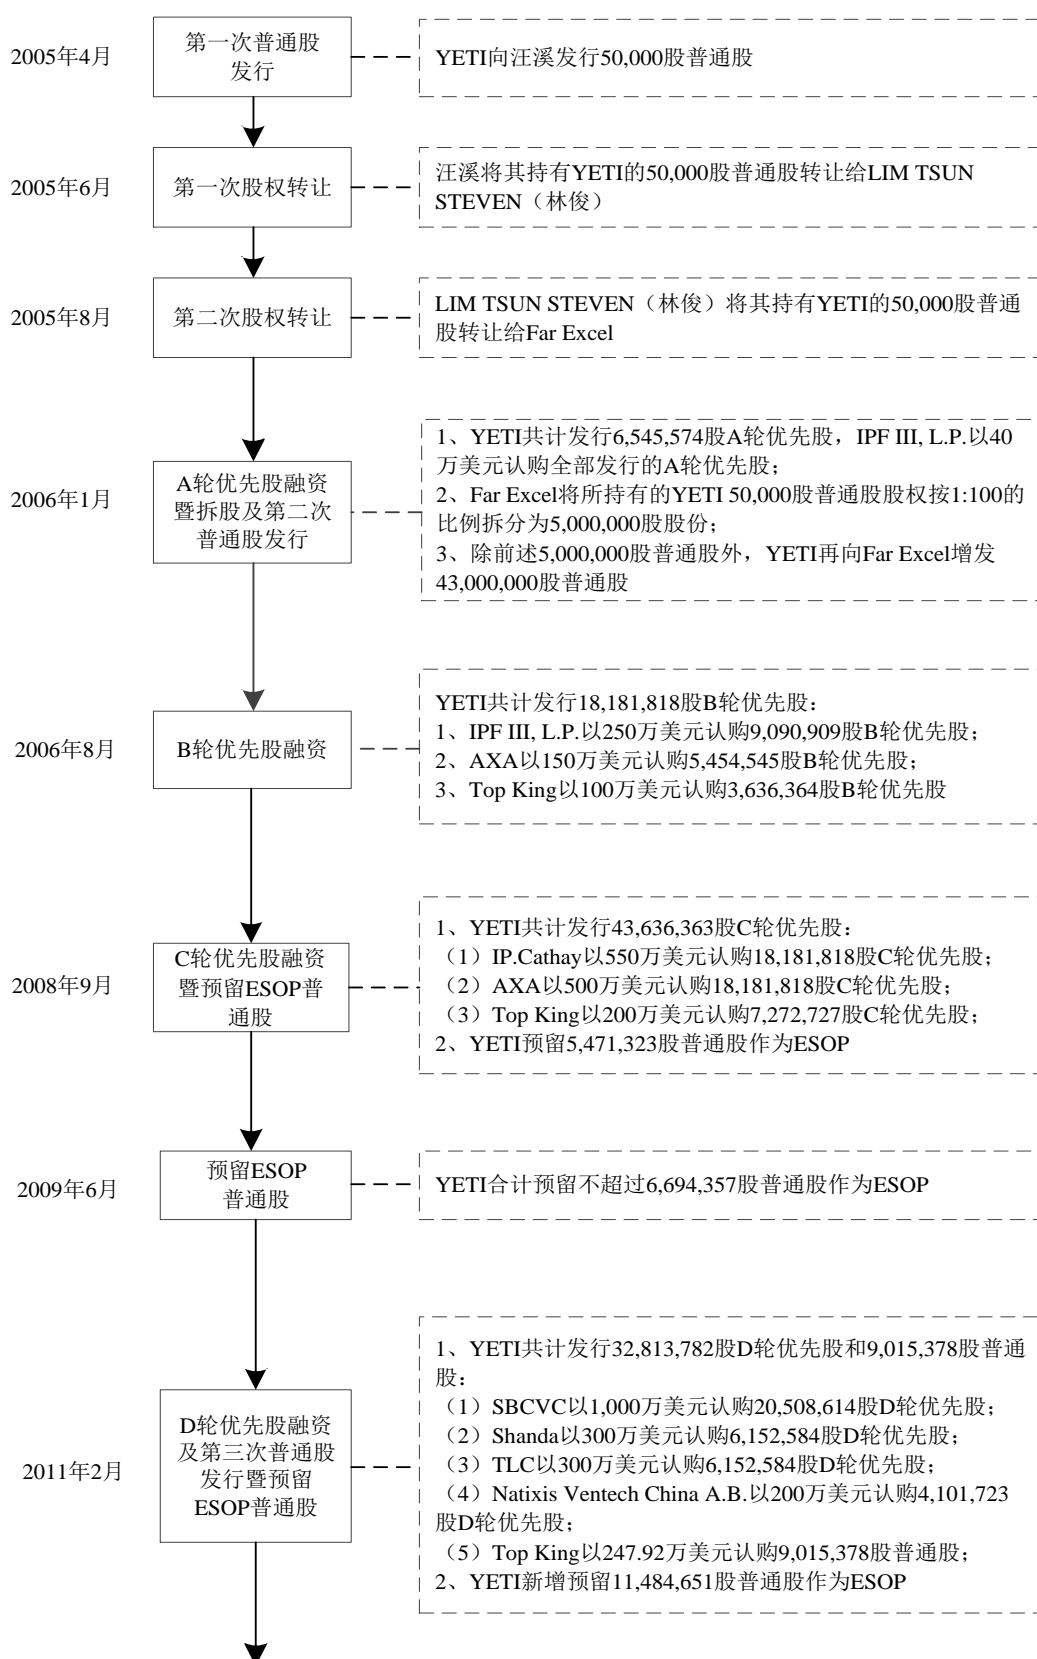 2005年4月
第一次普通股
发行
YETI向汪溪发行50,000股普通股
2005年6月
第一次股权转让
汪溪将其持有YETI的50,000股普通股转让给LIM TSUN
STEVEN（林俊）
2005年8月
第二次股权转让
LIM TSUN STEVEN（林俊）将其持有YETI的50,000股普通
股转让给Far Excel
2006年1月
A轮优先股融资
暨拆股及第二次
普通股发行
1、YETI共计发行6,545,574股A轮优先股，IPF III, L.P.以40
万美元认购全部发行的A轮优先股；
2、Far Excel将所持有的YETI 50,000股普通股股权按1:100的
比例拆分为5,000,000股股份；
3、除前述5,000,000股普通股外，YETI再向Far Excel增发
43,000,000股普通股
2006年8月
B轮优先股融资
YETI共计发行18,181,818股B轮优先股：
1、IPF III, L.P.以250万美元认购9,090,909股B轮优先股；
2、AXA以150万美元认购5,454,545股B轮优先股；
3、Top King以100万美元认购3,636,364股B轮优先股
2008年9月
C轮优先股融资
暨预留ESOP普
通股
1、YETI共计发行43,636,363股C轮优先股：
（1）IP.Cathay以550万美元认购18,181,818股C轮优先股；
（2）AXA以500万美元认购18,181,818股C轮优先股；
（3）Top King以200万美元认购7,272,727股C轮优先股；
2、YETI预留5,471,323股普通股作为ESOP
2009年6月
预留ESOP
普通股
YETI合计预留不超过6,694,357股普通股作为ESOP
2011年2月
D轮优先股融资
及第三次普通股
发行暨预留
ESOP普通股
1、YETI共计发行32,813,782股D轮优先股和9,015,378股普通
股：
（1）SBCVC以1,000万美元认购20,508,614股D轮优先股；
（2）Shanda以300万美元认购6,152,584股D轮优先股；
（3）TLC以300万美元认购6,152,584股D轮优先股；
（4）Natixis Ventech China A.B.以200万美元认购4,101,723
股D轮优先股；
（5）Top King以247.92万美元认购9,015,378股普通股；
2、YETI新增预留11,484,651股普通股作为ESOP